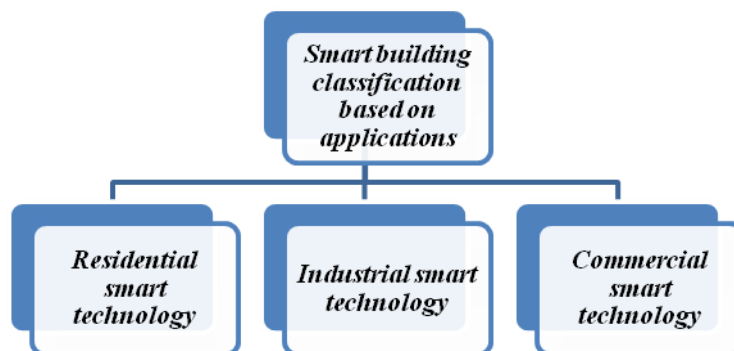 Smart building
classification
based on
applications
Residential
smart
technology
Industrial smart
technology
Commercial
smart
technology